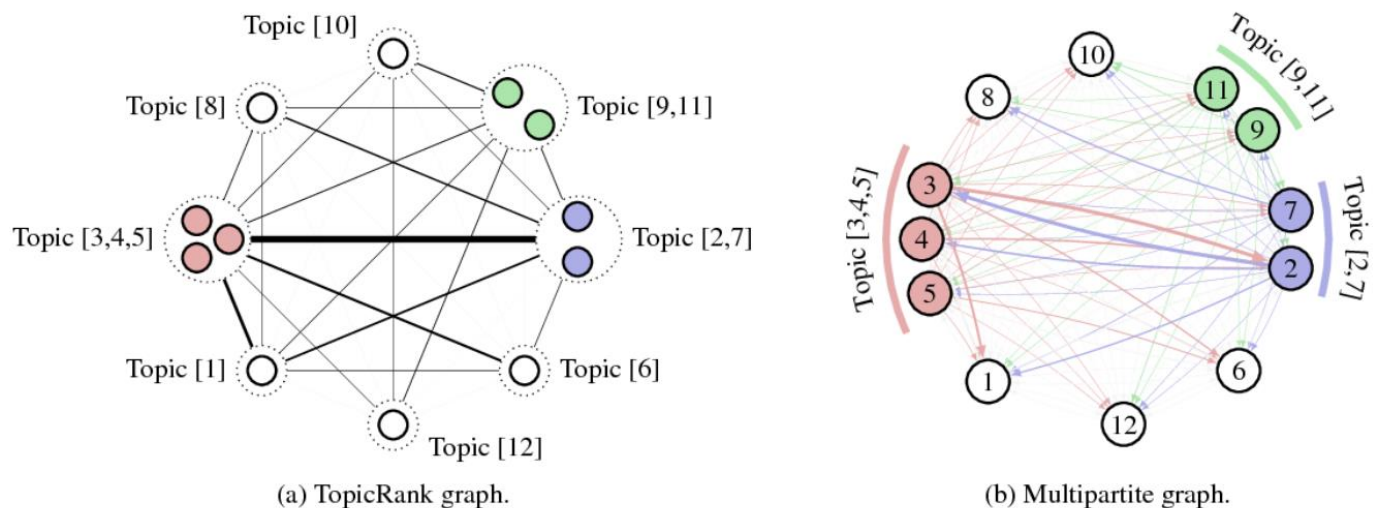 Topic [10]
Topic [8]
Topic [9,11]
Topic [3,4,5]
Topic [2,7]
Topic [1]
Topic [6]
Topic [12]
(a) TopicRank graph.
10
Topic [9,11]
11
8
9
3
Topic [3,4,5]
7
Topic [2,7]
4
2
5
6
1
12
(b) Multipartite graph.